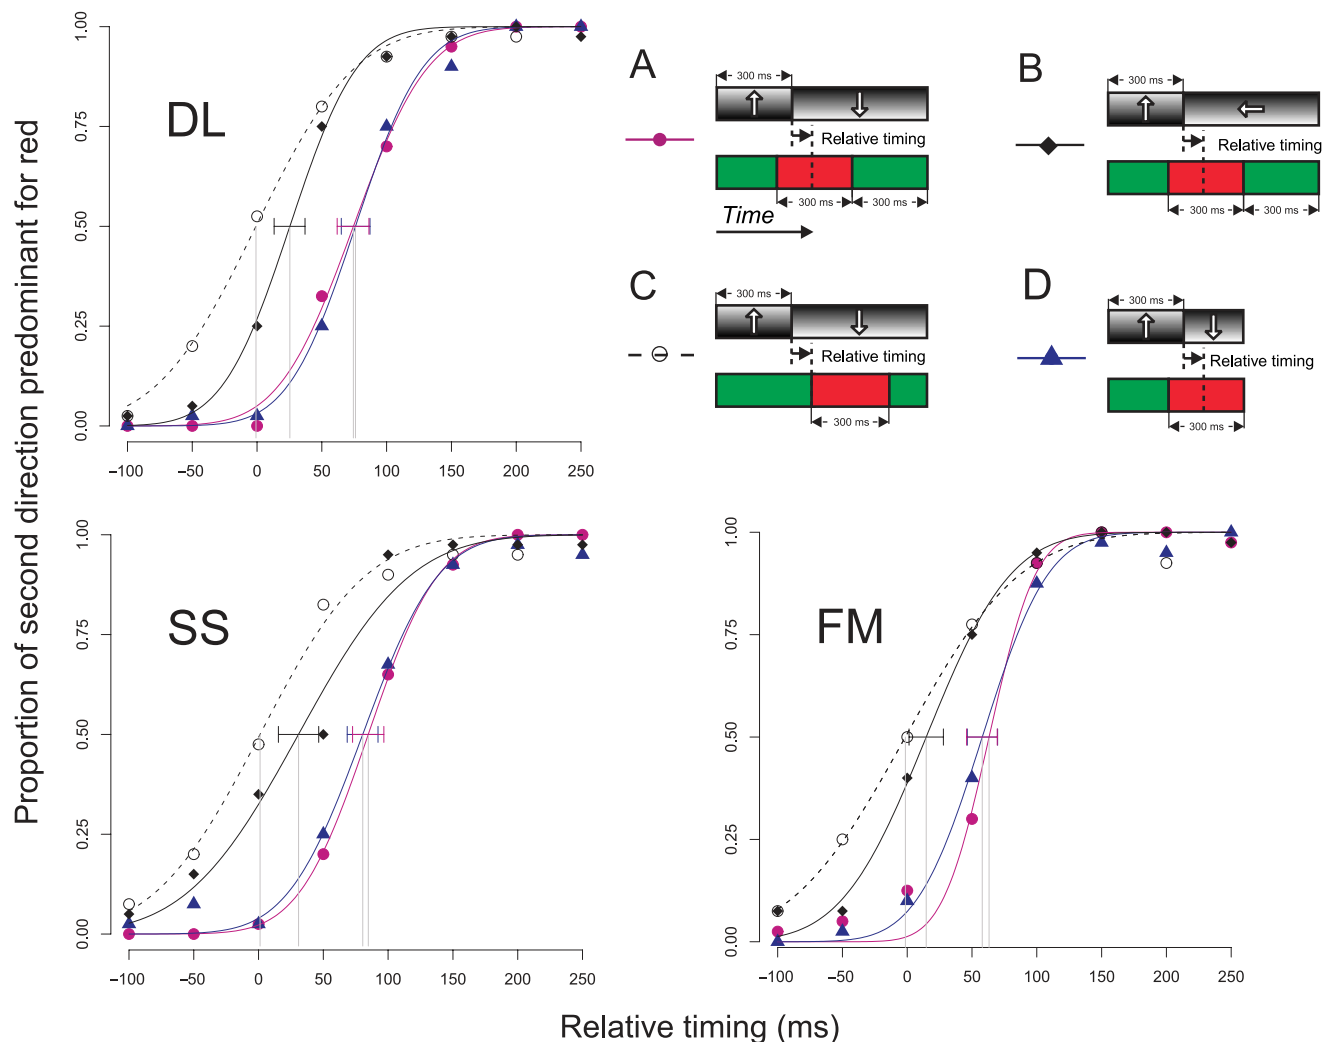 Proportion of second direction predominant for red
DL
0.00 0.25 0.50 0.75 1.00
−100 −50 0 50 100 150 200 250
A
300 ms
Relative timing
300 ms 300 ms
Time
B
300 ms
Relative timing
300 ms 300 ms
C
300 ms
Relative timing
300 ms
D
300 ms
Relative timing
300 ms
SS
0.00 0.25 0.50 0.75 1.00
−100 −50 0 50 100 150 200 250
FM
0.00 0.25 0.50 0.75 1.00
−100 −50 0 50 100 150 200 250
Relative timing (ms)